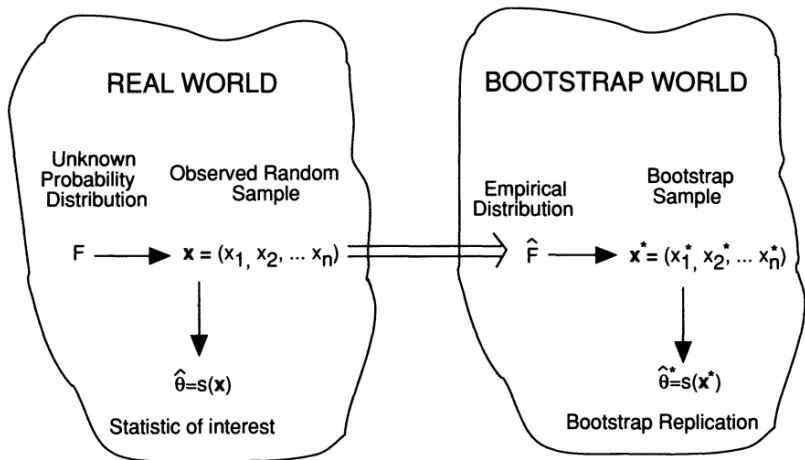 REAL WORLD
Unknown
Probability
Distribution
Observed Random
Sample
F
x = (x₁, x₂, ... xₙ)
θ̂=s(x)
Statistic of interest
BOOTSTRAP WORLD
Empirical
Distribution
Bootstrap
Sample
F̂
x* = (x₁*, x₂*, ... xₙ*)
θ̂*=s(x*)
Bootstrap Replication